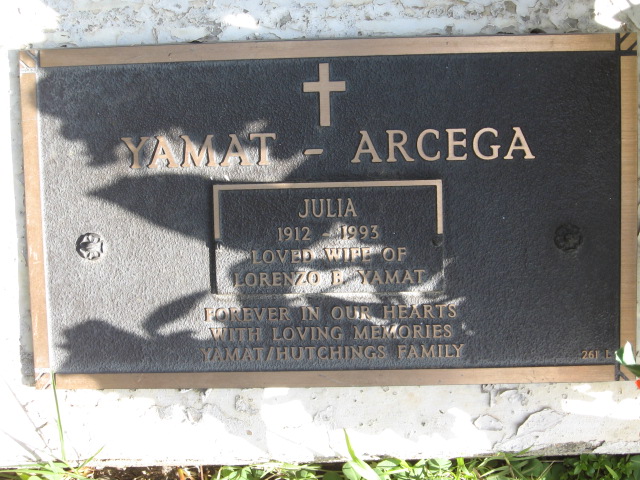 YAMAT - ARCEGA
JULIA
1912 - 1993
LOVED WIFE OF
LORENZO F. YAMAT
FOREVER IN OUR HEARTS
WITH LOVING MEMORIES
YAMAT/HUTCHINGS FAMILY
261 L